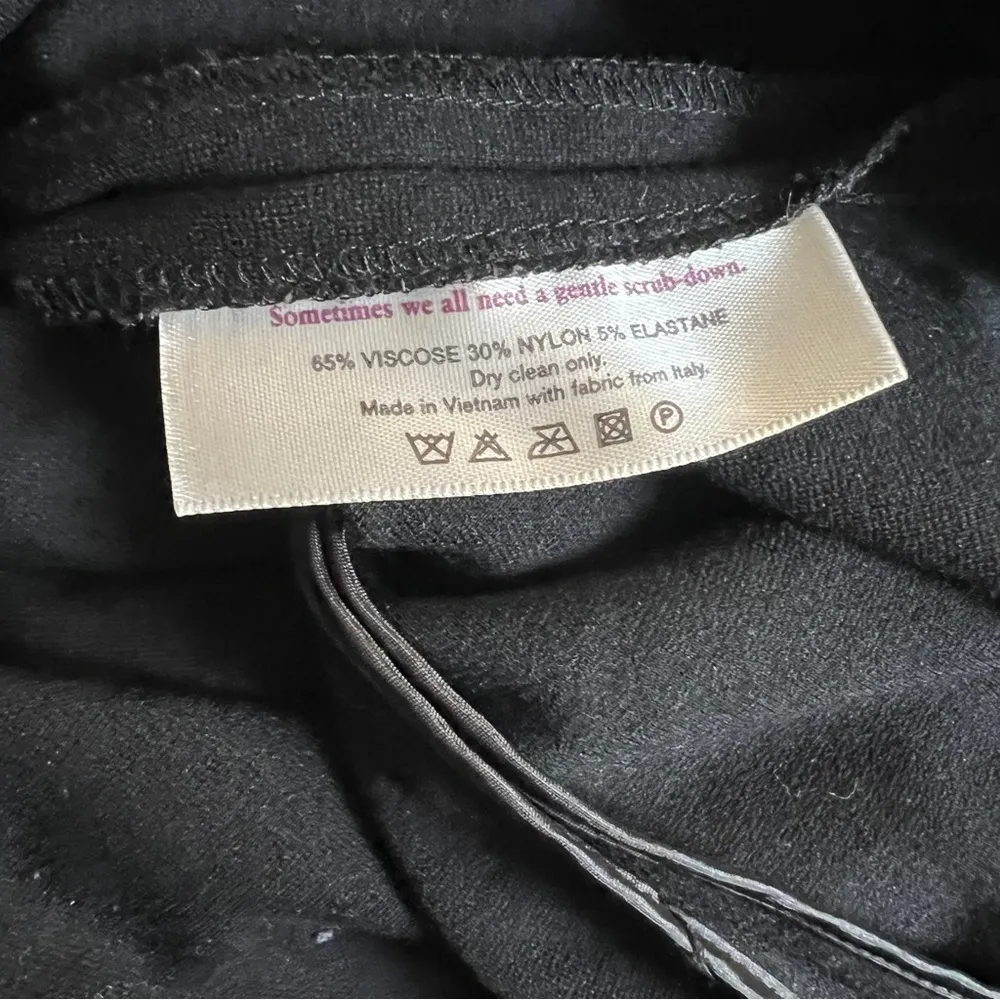 Sometimes we all need a gentle scrub-down.
65% VISCOSE 30% NYLON 5% ELASTANE
Dry clean only.
Made in Vietnam with fabric from Italy.
P